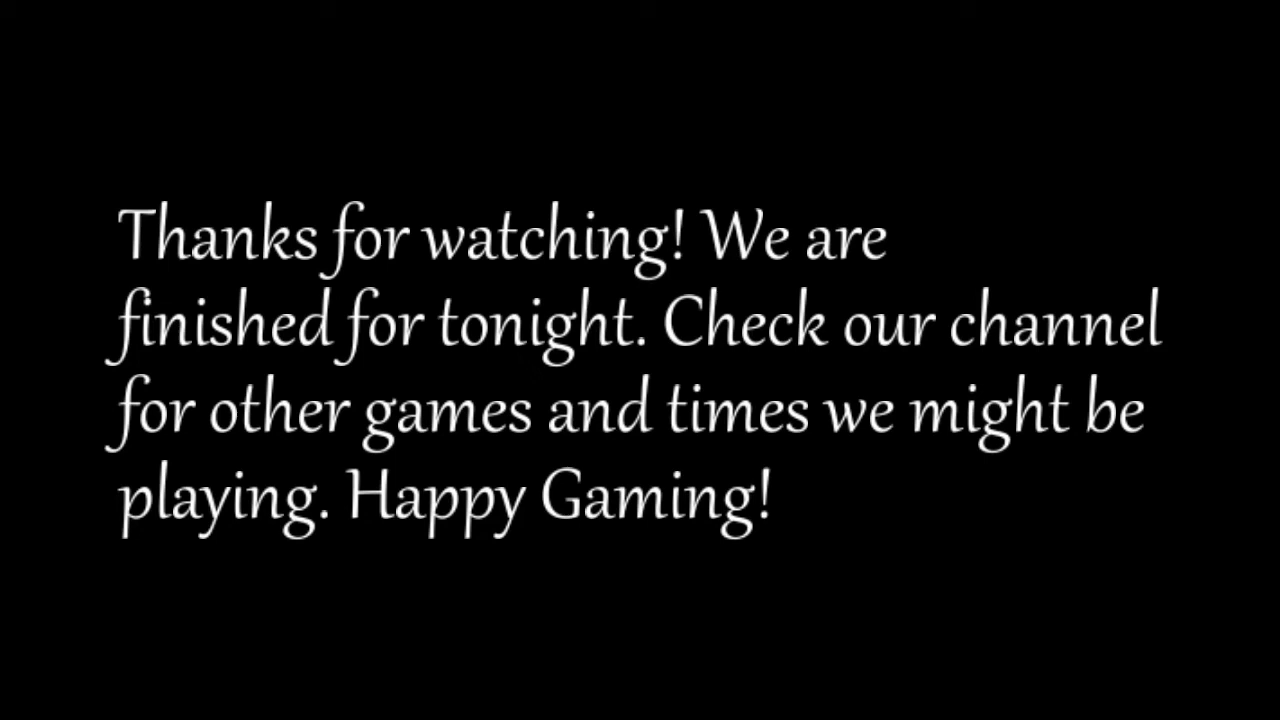 Thanks for watching! We are
finished for tonight. Check our channel
for other games and times we might be
playing. Happy Gaming!